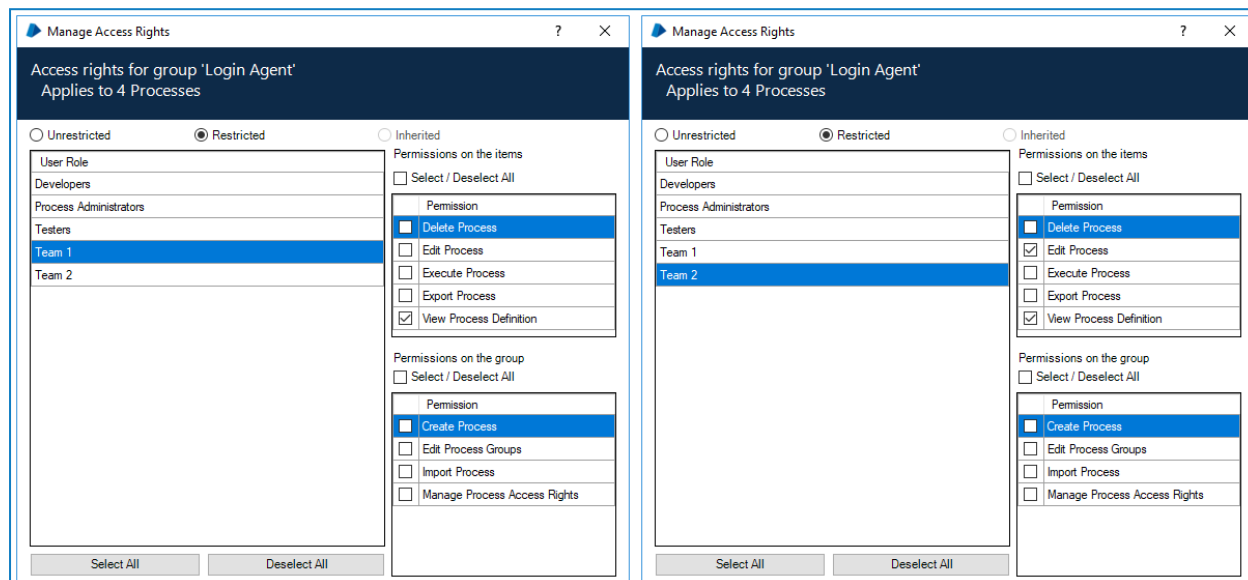 Manage Access Rights
?
Access rights for group 'Login Agent'
Applies to 4 Processes
Unrestricted
Restricted
Inherited
User Role
Developers
Process Administrators
Testers
Team 1
Team 2
Select All
Deselect All
Permissions on the items
Select / Deselect All
Permission
Delete Process
Edit Process
Execute Process
Export Process
View Process Definition
Permissions on the group
Select / Deselect All
Permission
Create Process
Edit Process Groups
Import Process
Manage Process Access Rights
Manage Access Rights
?
Access rights for group 'Login Agent'
Applies to 4 Processes
Unrestricted
Restricted
Inherited
User Role
Developers
Process Administrators
Testers
Team 1
Team 2
Select All
Deselect All
Permissions on the items
Select / Deselect All
Permission
Delete Process
Edit Process
Execute Process
Export Process
View Process Definition
Permissions on the group
Select / Deselect All
Permission
Create Process
Edit Process Groups
Import Process
Manage Process Access Rights